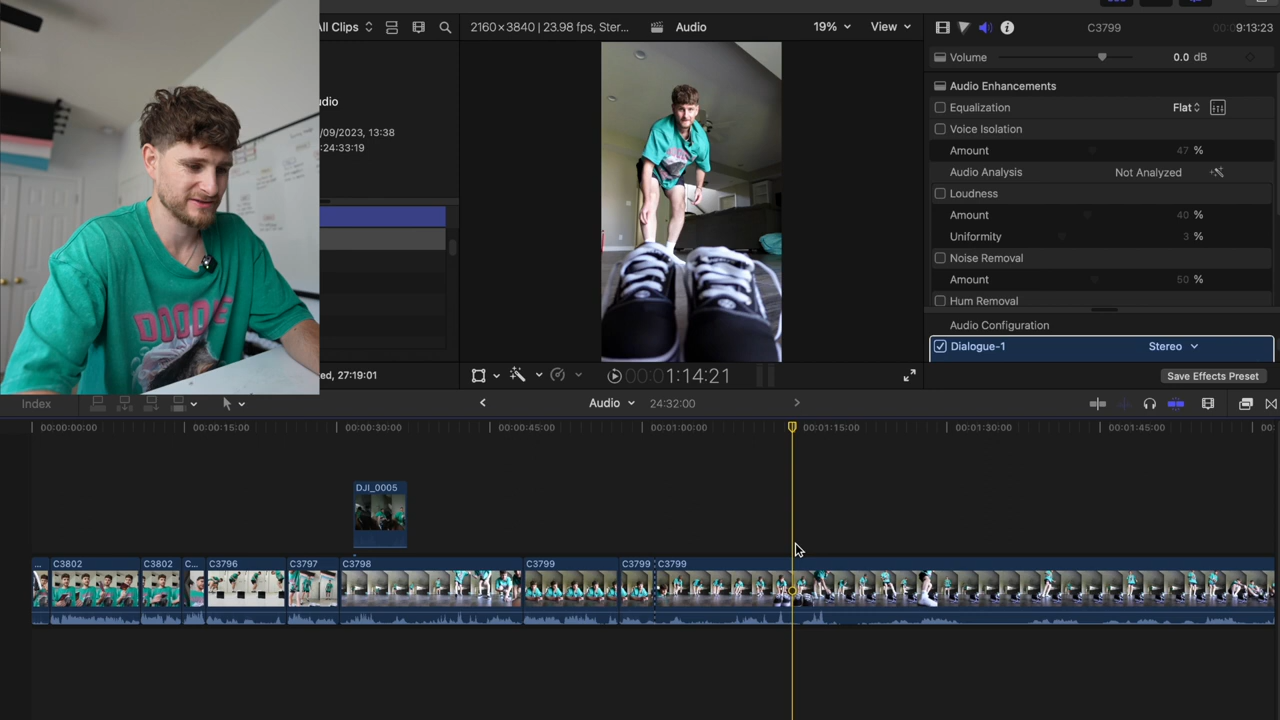 All Clips
2160×3840 | 23.98 fps, Ster...
Audio
19%
View
C3799
00:00:09:13:23
Volume
0.0 dB
Audio Enhancements
Equalization
Flat
Voice Isolation
Amount
47 %
Audio Analysis
Not Analyzed
Loudness
Amount
40 %
Uniformity
3 %
Noise Removal
Amount
50 %
Hum Removal
Audio Configuration
Dialogue-1
Stereo
Save Effects Preset
udio
/09/2023, 13:38
:24:33:19
ed, 27:19:01
00:01:14:21
DOODLE
Index
Audio
24:32:00
00:00:00:00
00:00:15:00
00:00:30:00
00:00:45:00
00:01:00:00
00:01:15:00
00:01:30:00
00:01:45:00
00:
DJI_0005
...
C3802
C3802
C...
C3796
C3797
C3798
C3799
C3799
C3799